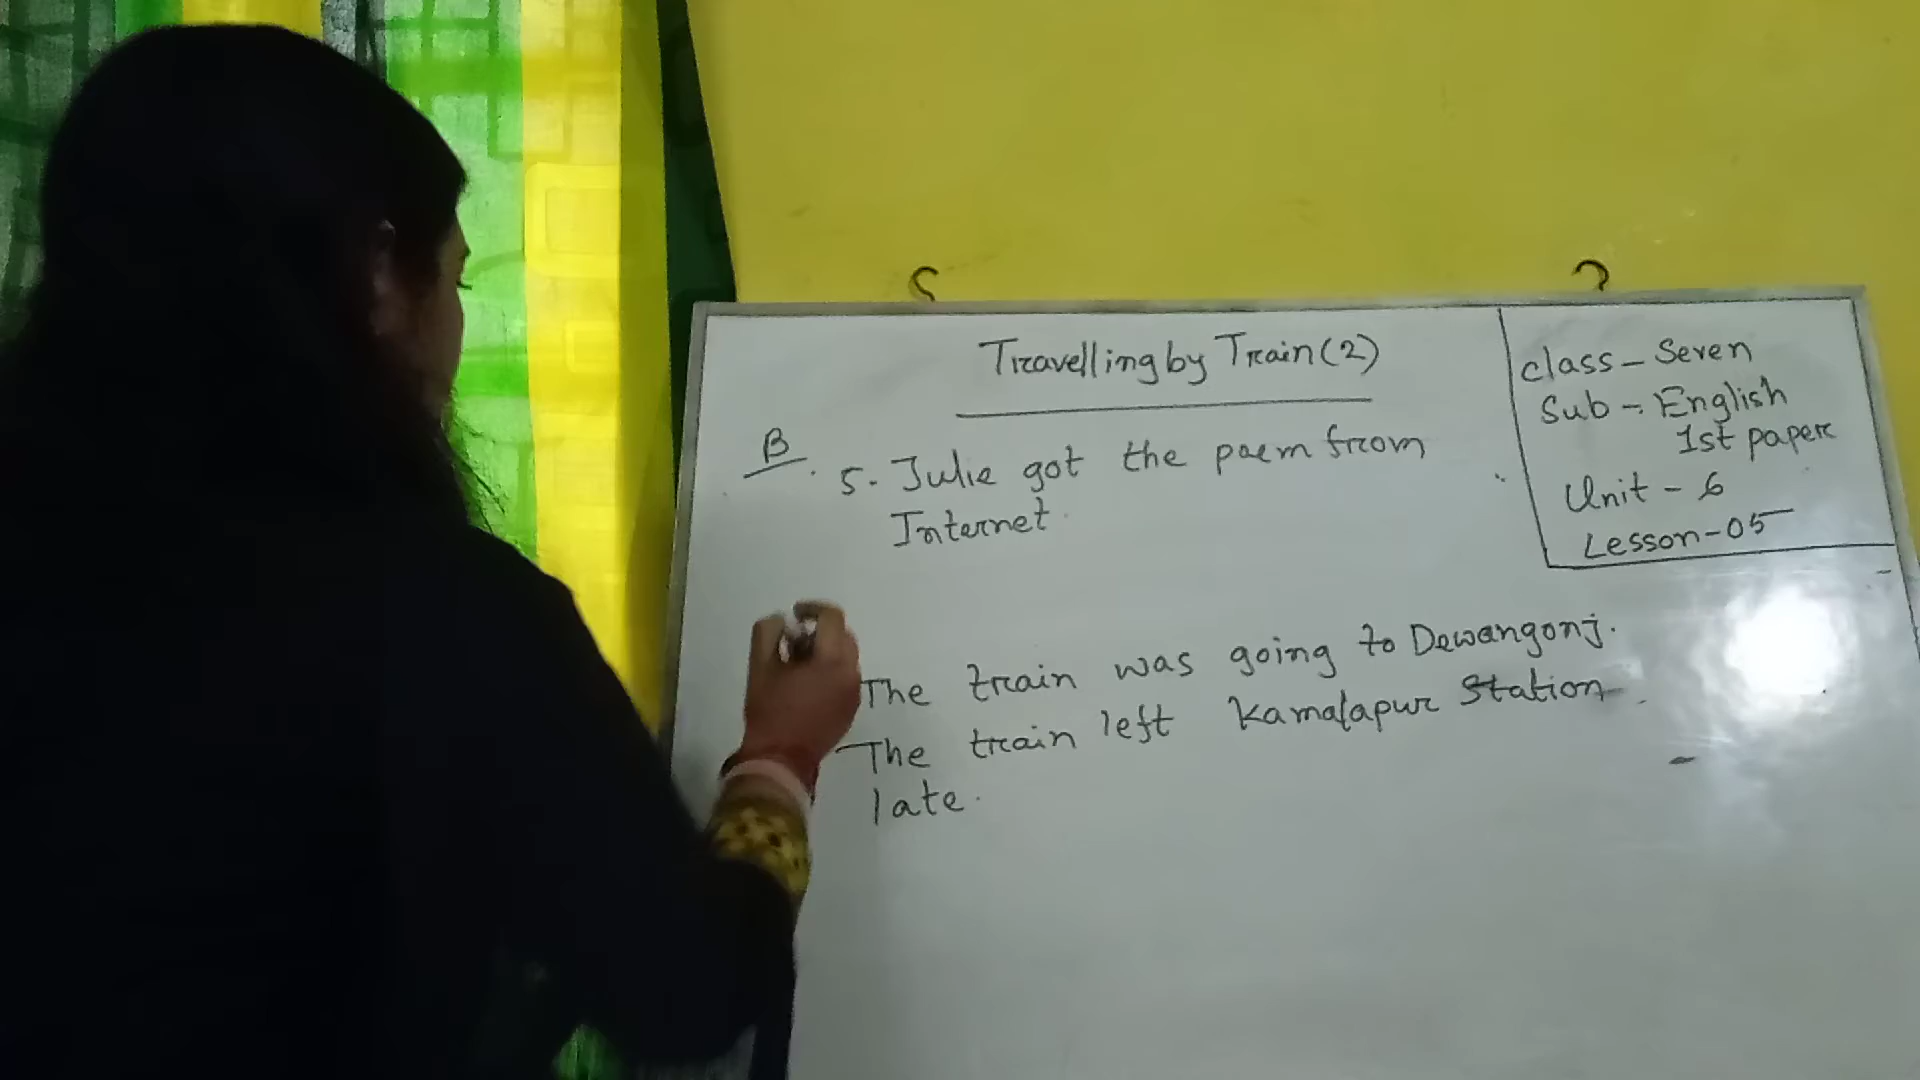 Travelling by Train (2)
class - Seven
Sub - English
1st paper
Unit - 6
Lesson - 05
B.
5. Julie got the poem from
Internet.
The train was going to Dewangonj.
The train left Kamalapur Station
late.